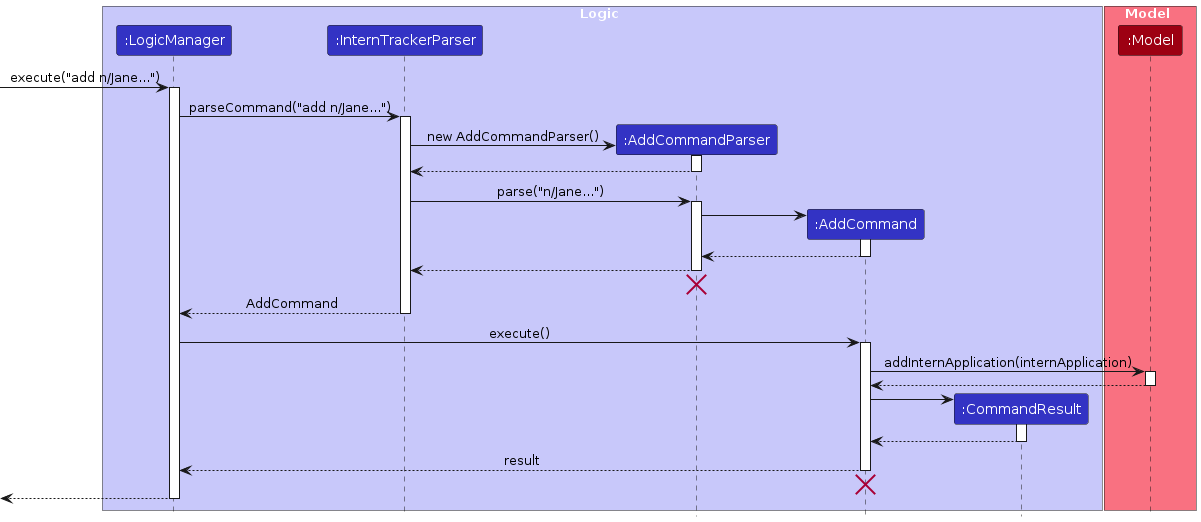 Logic
Model
:LogicManager
:InternTrackerParser
:Model
execute("add n/Jane...")
parseCommand("add n/Jane...")
new AddCommandParser()
:AddCommandParser
parse("n/Jane...")
:AddCommand
AddCommand
execute()
addInternApplication(internApplication)
:CommandResult
result